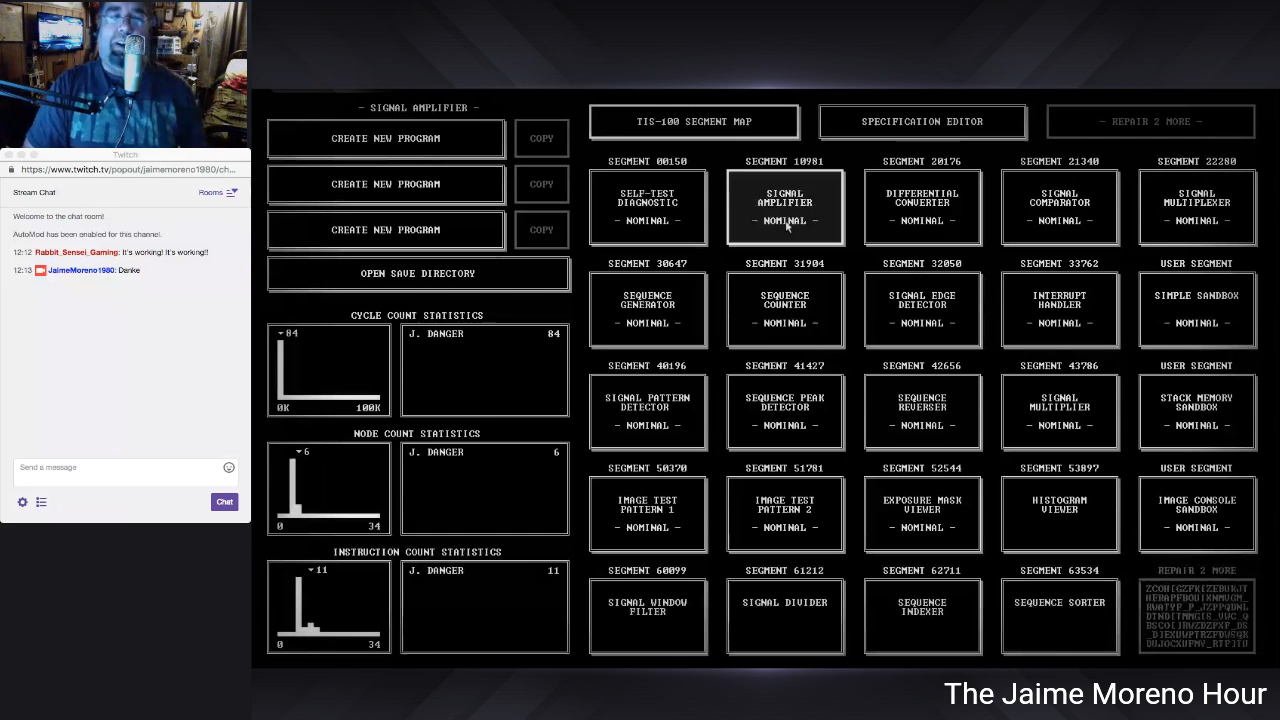 Twitch
https://www.twitch.tv/popout/jaimemoreno1980/ch...
Stream Chat
Rooms
Welcome to the chat room!
AutoMod has been enabled for this channel.
12:12 Rabbit_Sensei_Gaming: It's working! It's working!!
12:13 JaimeMoreno1980: Danke
Send a message
Chat
- SIGNAL AMPLIFIER -
CREATE NEW PROGRAM COPY
CREATE NEW PROGRAM COPY
CREATE NEW PROGRAM COPY
OPEN SAVE DIRECTORY
CYCLE COUNT STATISTICS
84
0K 100K
J. DANGER 84
NODE COUNT STATISTICS
6
0 34
J. DANGER 6
INSTRUCTION COUNT STATISTICS
11
0 34
J. DANGER 11
TIS-100 SEGMENT MAP
SPECIFICATION EDITOR
- REPAIR 2 MORE -
SEGMENT 00150
SELF-TEST
DIAGNOSTIC
- NOMINAL -
SEGMENT 10981
SIGNAL
AMPLIFIER
- NOMINAL -
SEGMENT 20176
DIFFERENTIAL
CONVERTER
- NOMINAL -
SEGMENT 21340
SIGNAL
COMPARATOR
- NOMINAL -
SEGMENT 22280
SIGNAL
MULTIPLEXER
- NOMINAL -
SEGMENT 30647
SEQUENCE
GENERATOR
- NOMINAL -
SEGMENT 31904
SEQUENCE
COUNTER
- NOMINAL -
SEGMENT 32050
SIGNAL EDGE
DETECTOR
- NOMINAL -
SEGMENT 33762
INTERRUPT
HANDLER
- NOMINAL -
USER SEGMENT
SIMPLE SANDBOX
- NOMINAL -
SEGMENT 40196
SIGNAL PATTERN
DETECTOR
- NOMINAL -
SEGMENT 41427
SEQUENCE PEAK
DETECTOR
- NOMINAL -
SEGMENT 42656
SEQUENCE
REVERSER
- NOMINAL -
SEGMENT 43786
SIGNAL
MULTIPLIER
- NOMINAL -
USER SEGMENT
STACK MEMORY
SANDBOX
- NOMINAL -
SEGMENT 50370
IMAGE TEST
PATTERN 1
- NOMINAL -
SEGMENT 51781
IMAGE TEST
PATTERN 2
- NOMINAL -
SEGMENT 52544
EXPOSURE MASK
VIEWER
- NOMINAL -
SEGMENT 53897
HISTOGRAM
VIEWER
USER SEGMENT
IMAGE CONSOLE
SANDBOX
- NOMINAL -
SEGMENT 60099
SIGNAL WINDOW
FILTER
SEGMENT 61212
SIGNAL DIVIDER
SEGMENT 62711
SEQUENCE
INDEXER
SEGMENT 63534
SEQUENCE SORTER
REPAIR 2 MORE
The Jaime Moreno Hour